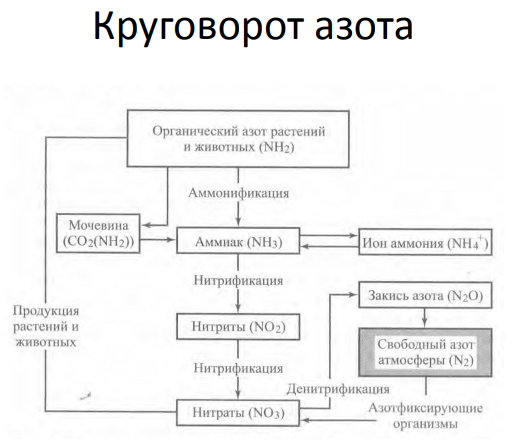 Круговорот азота
Органический азот растений
и животных (NH2)
Аммонификация
Мочевина
(CO2(NH2))
Аммиак (NH3)
Ион аммония (NH4+)
Нитрификация
Закись азота (N2O)
Продукция
растений и
животных
Нитриты (NO2)
Свободный азот
атмосферы (N2)
Нитрификация
Денитрификация
Нитраты (NO3)
Азотфиксирующие
организмы